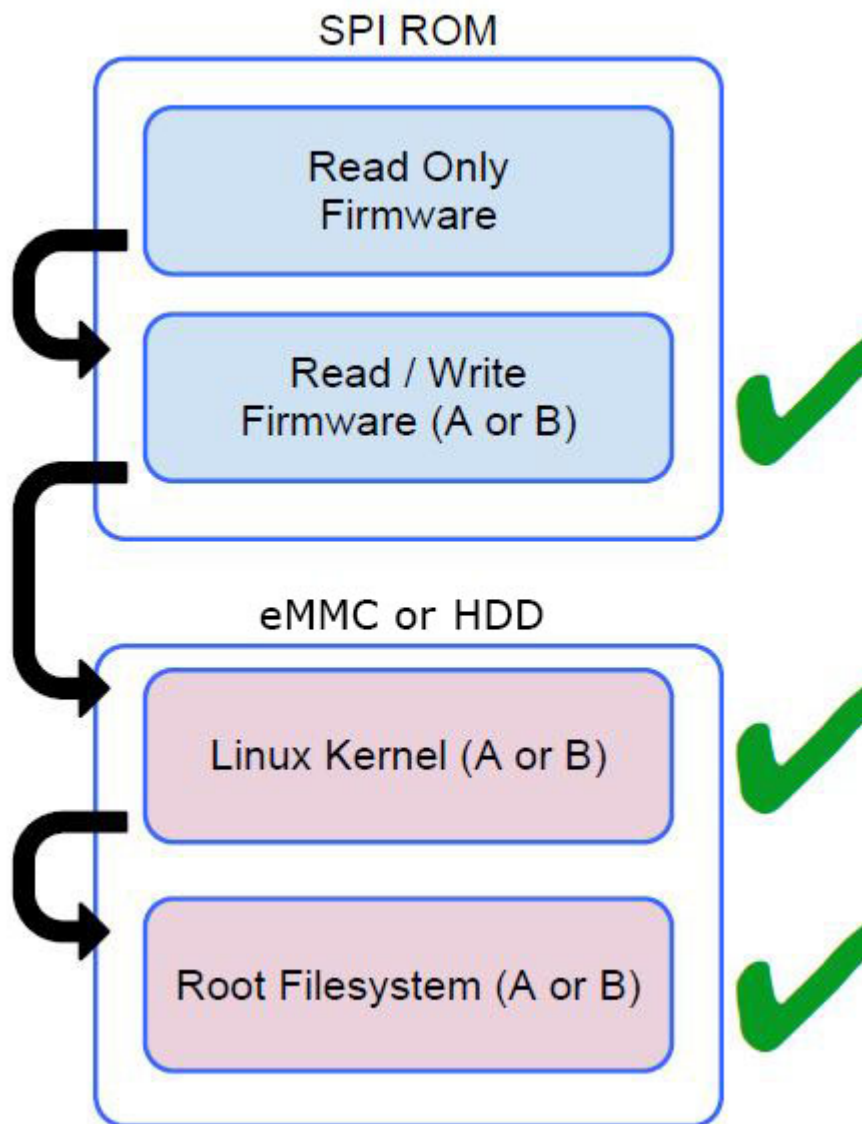 SPI ROM
Read Only
Firmware
Read / Write
Firmware (A or B)
eMMC or HDD
Linux Kernel (A or B)
Root Filesystem (A or B)